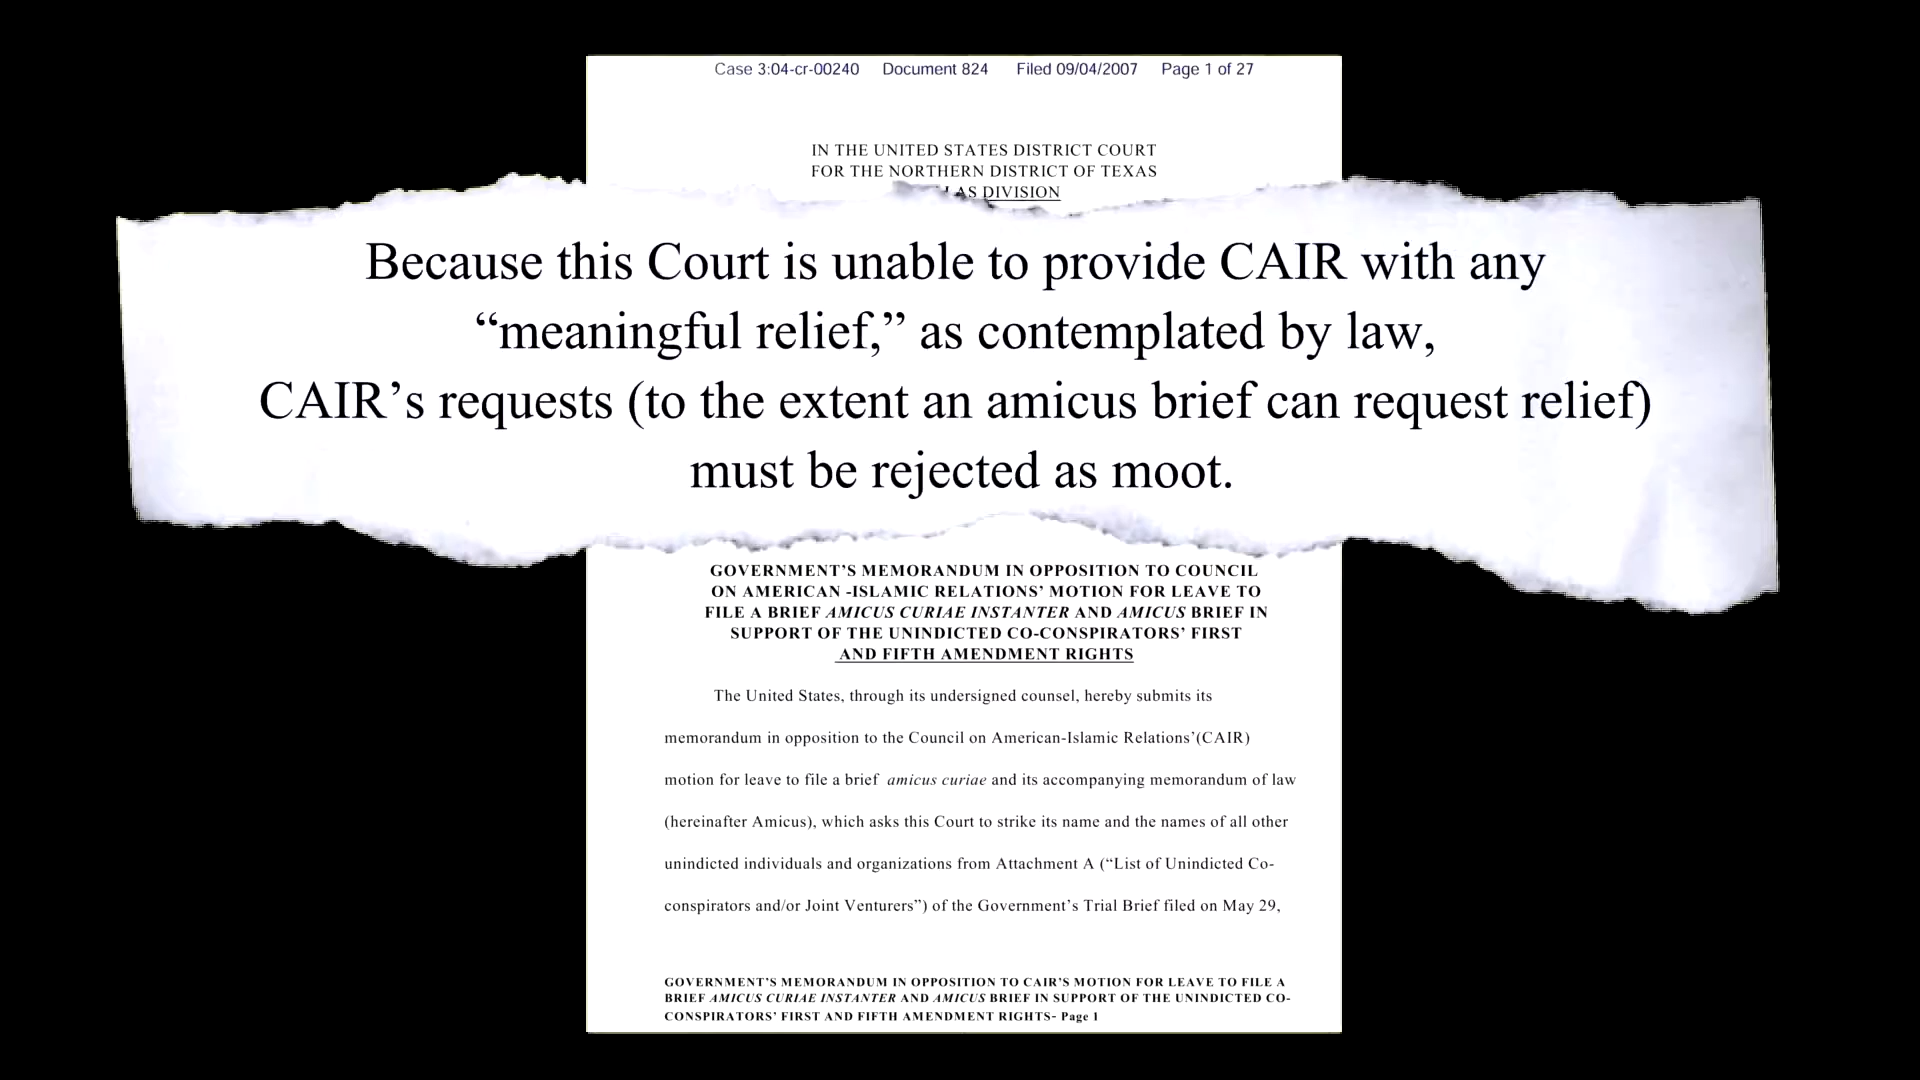 Case 3:04-cr-00240 Document 824 Filed 09/04/2007 Page 1 of 27
IN THE UNITED STATES DISTRICT COURT
FOR THE NORTHERN DISTRICT OF TEXAS
DIVISION
Because this Court is unable to provide CAIR with any
“meaningful relief,” as contemplated by law,
CAIR’s requests (to the extent an amicus brief can request relief)
must be rejected as moot.
GOVERNMENT’S MEMORANDUM IN OPPOSITION TO COUNCIL
ON AMERICAN -ISLAMIC RELATIONS’ MOTION FOR LEAVE TO
FILE A BRIEF AMICUS CURIAE INSTANTER AND AMICUS BRIEF IN
SUPPORT OF THE UNINDICTED CO-CONSPIRATORS’ FIRST
AND FIFTH AMENDMENT RIGHTS
The United States, through its undersigned counsel, hereby submits its
memorandum in opposition to the Council on American-Islamic Relations’(CAIR)
motion for leave to file a brief amicus curiae and its accompanying memorandum of law
(hereinafter Amicus), which asks this Court to strike its name and the names of all other
unindicted individuals and organizations from Attachment A (“List of Unindicted Co-
conspirators and/or Joint Venturers”) of the Government’s Trial Brief filed on May 29,
GOVERNMENT’S MEMORANDUM IN OPPOSITION TO CAIR’S MOTION FOR LEAVE TO FILE A
BRIEF AMICUS CURIAE INSTANTER AND AMICUS BRIEF IN SUPPORT OF THE UNINDICTED CO-
CONSPIRATORS’ FIRST AND FIFTH AMENDMENT RIGHTS- Page 1